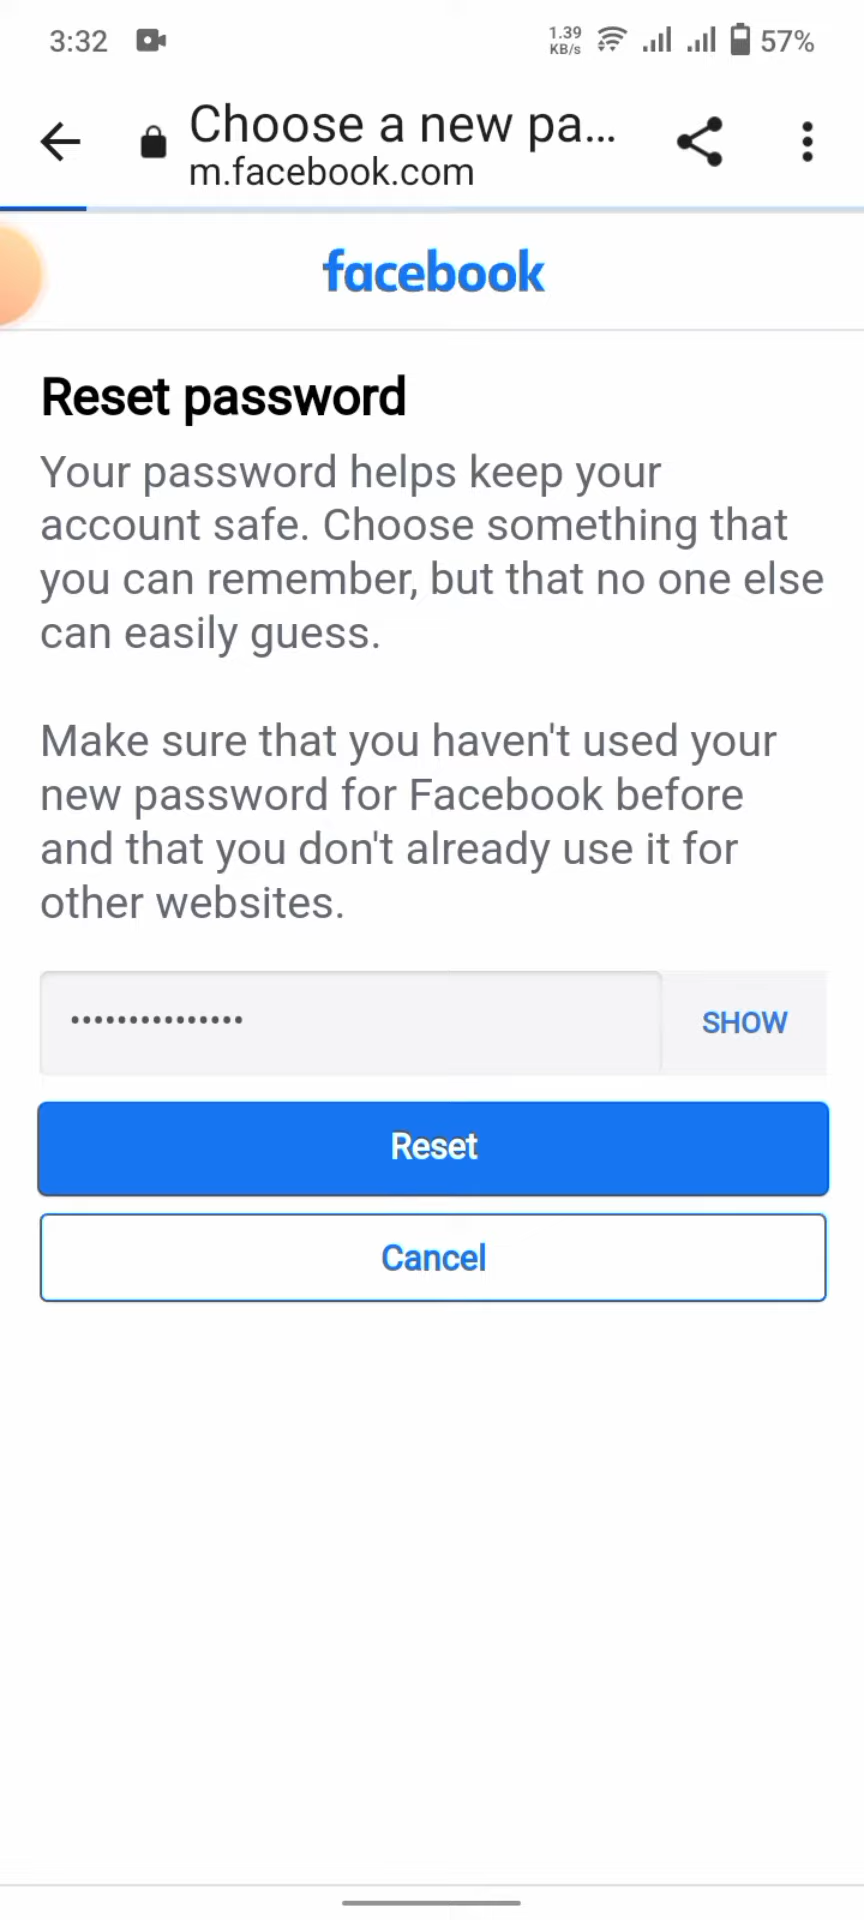 3:32
1.39
KB/s
57%
Choose a new pa...
m.facebook.com
facebook
Reset password
Your password helps keep your
account safe. Choose something that
you can remember, but that no one else
can easily guess.
Make sure that you haven't used your
new password for Facebook before
and that you don't already use it for
other websites.
•••••••••••••••
SHOW
Reset
Cancel